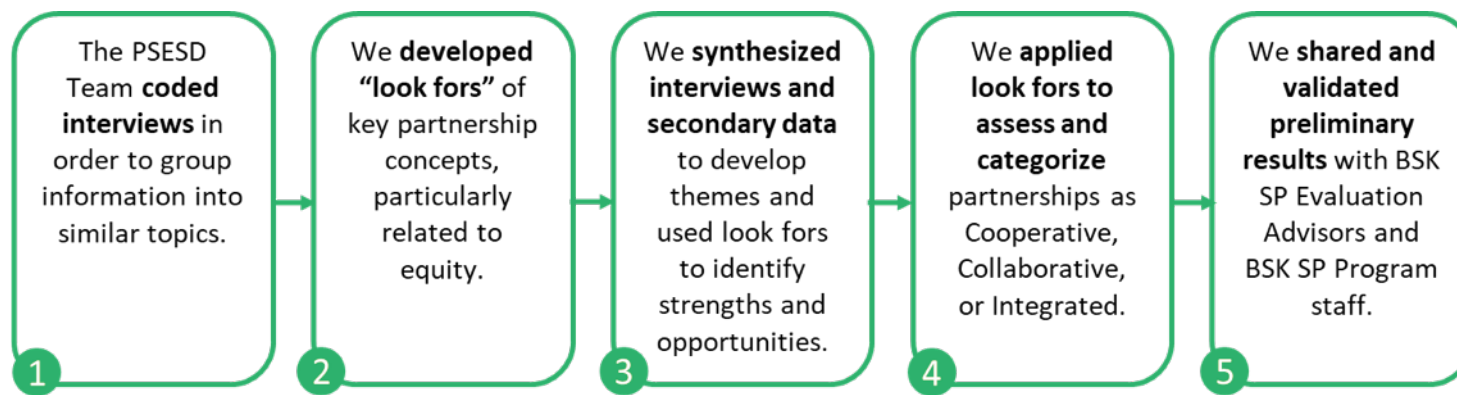 The PSESD
Team coded
interviews in
order to group
information into
similar topics.
1
We developed
“look fors” of
key partnership
concepts,
particularly
related to
equity.
2
We synthesized
interviews and
secondary data
to develop
themes and
used look fors
to identify
strengths and
opportunities.
3
We applied
look fors to
assess and
categorize
partnerships as
Cooperative,
Collaborative,
or Integrated.
4
We shared and
validated
preliminary
results with BSK
SP Evaluation
Advisors and
BSK SP Program
staff.
5